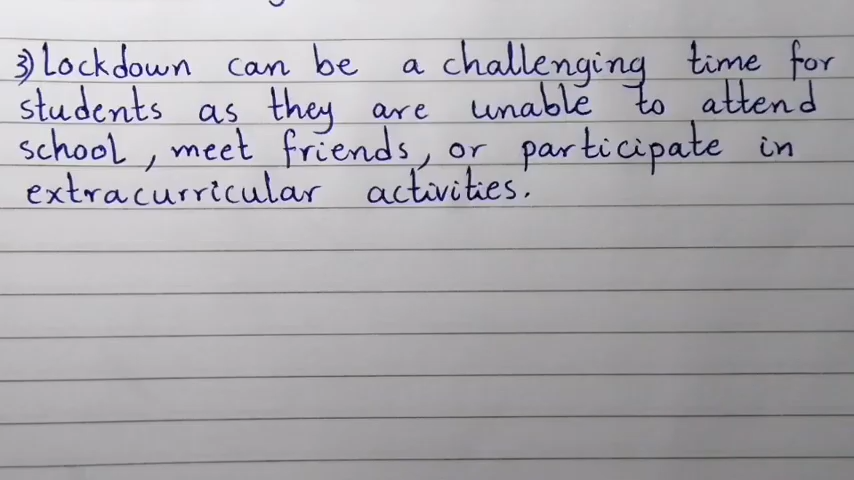 3) Lockdown can be a challenging time for
students as they are unable to attend
school, meet friends, or participate in
extracurricular activities.